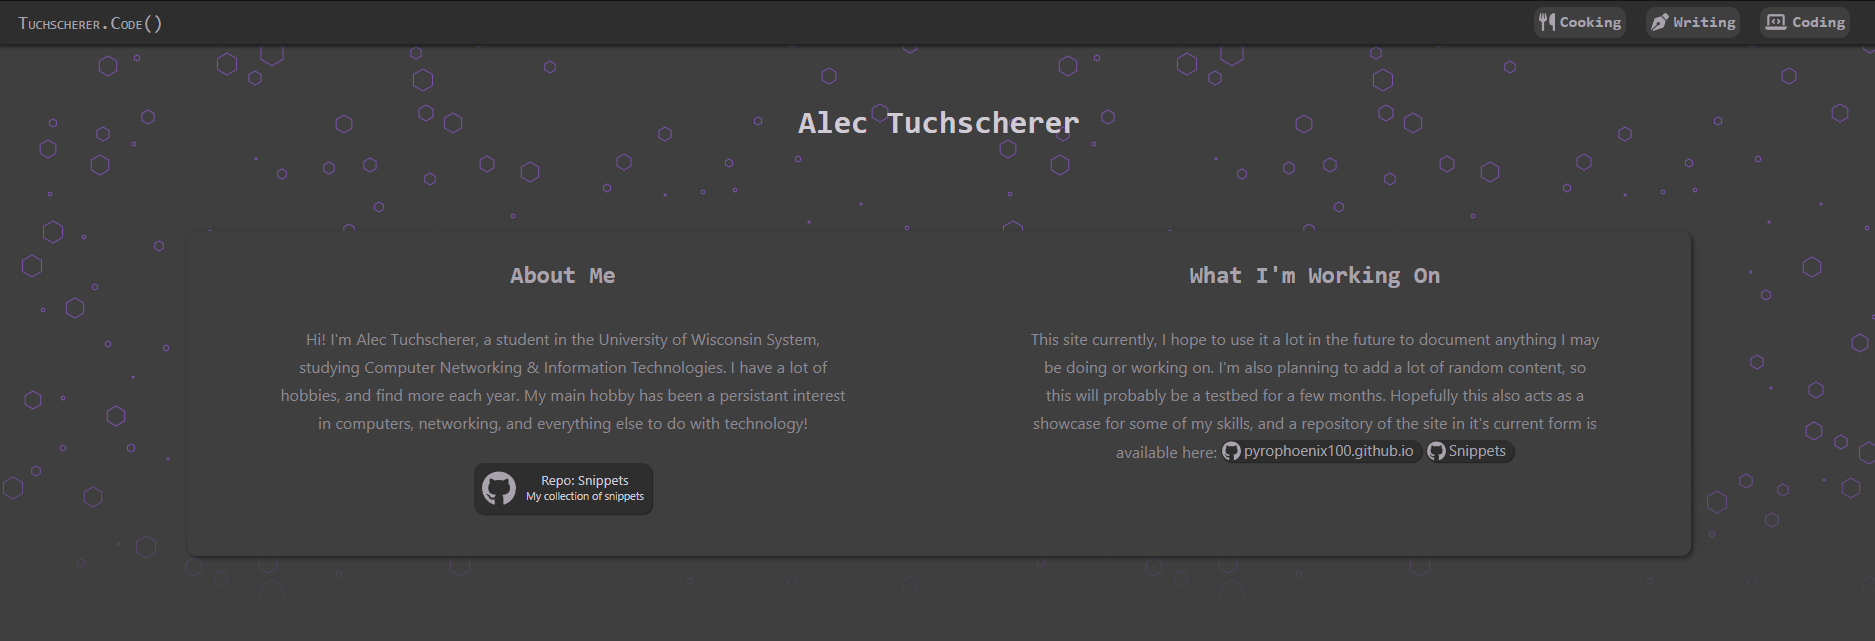 Tuchscherer.Code()
Cooking
Writing
Coding
Alec Tuchscherer
About Me
Hi! I'm Alec Tuchscherer, a student in the University of Wisconsin System,
studying Computer Networking & Information Technologies. I have a lot of
hobbies, and find more each year. My main hobby has been a persistant interest
in computers, networking, and everything else to do with technology!
Repo: Snippets
My collection of snippets
What I'm Working On
This site currently, I hope to use it a lot in the future to document anything I may
be doing or working on. I'm also planning to add a lot of random content, so
this will probably be a testbed for a few months. Hopefully this also acts as a
showcase for some of my skills, and a repository of the site in it's current form is
available here: pyrophoenix100.github.io Snippets